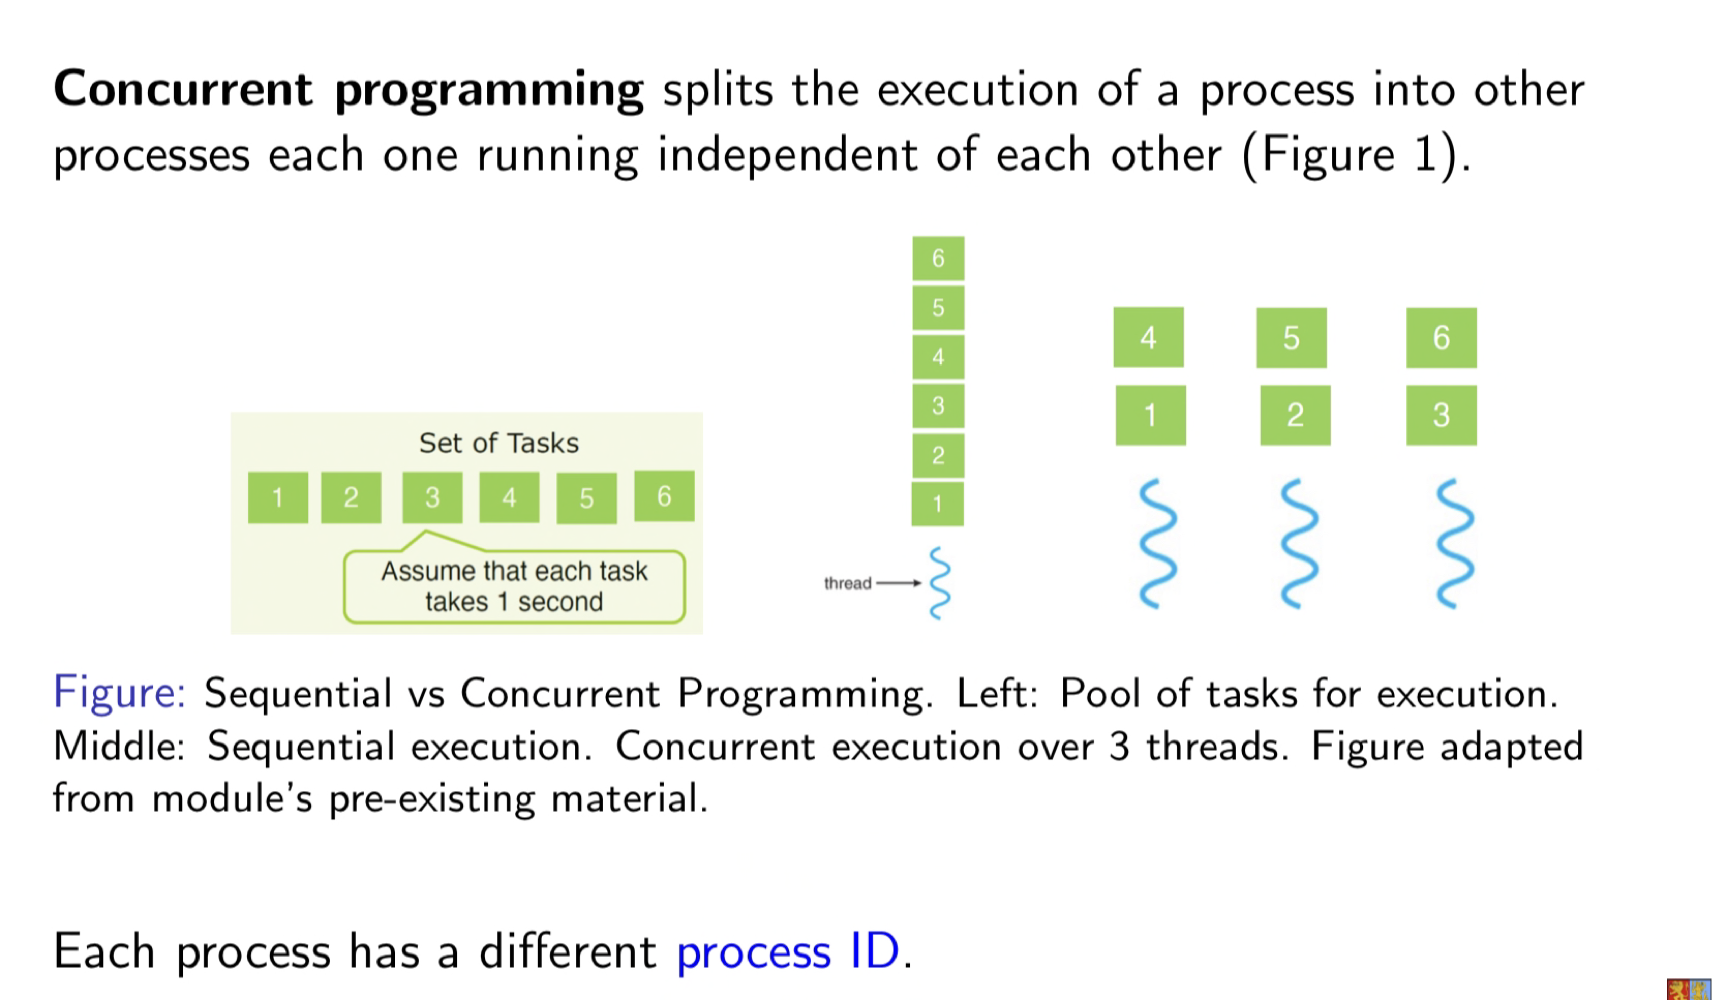 Concurrent programming splits the execution of a process into other
processes each one running independent of each other (Figure 1).
Set of Tasks
1 2 3 4 5 6
Assume that each task
takes 1 second
6
5
4
3
2
1
thread
4 5 6
1 2 3
Figure: Sequential vs Concurrent Programming. Left: Pool of tasks for execution.
Middle: Sequential execution. Concurrent execution over 3 threads. Figure adapted
from module's pre-existing material.
Each process has a different process ID.